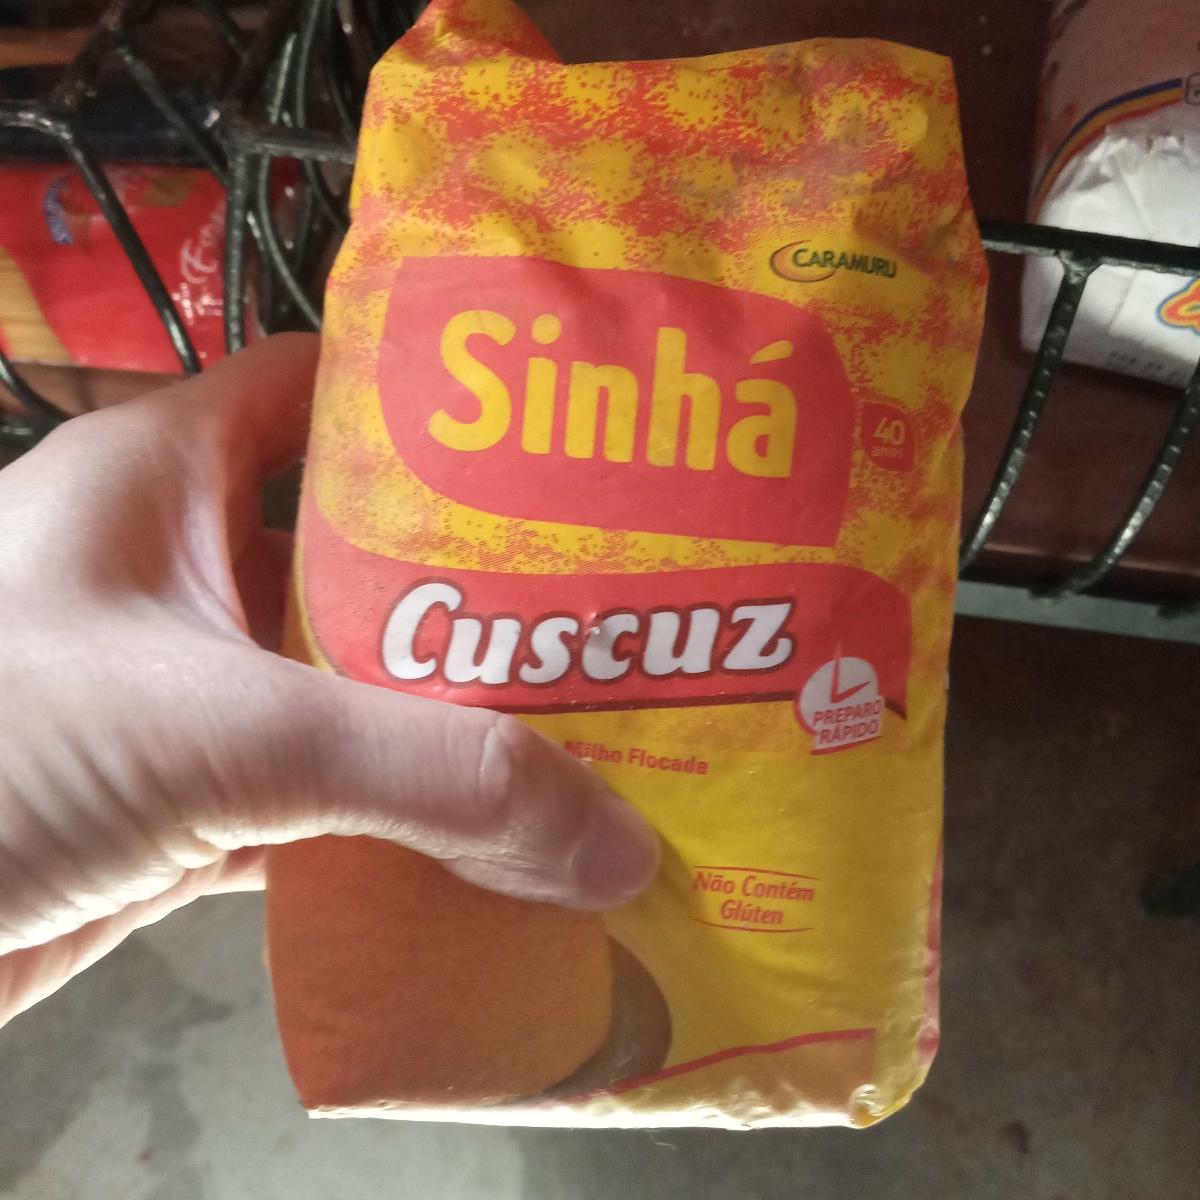 CARAMURU
Sinhá
40
anos
Cuscuz
PREPARO
RÁPIDO
Milho Flocada
Não Contém
Glúten